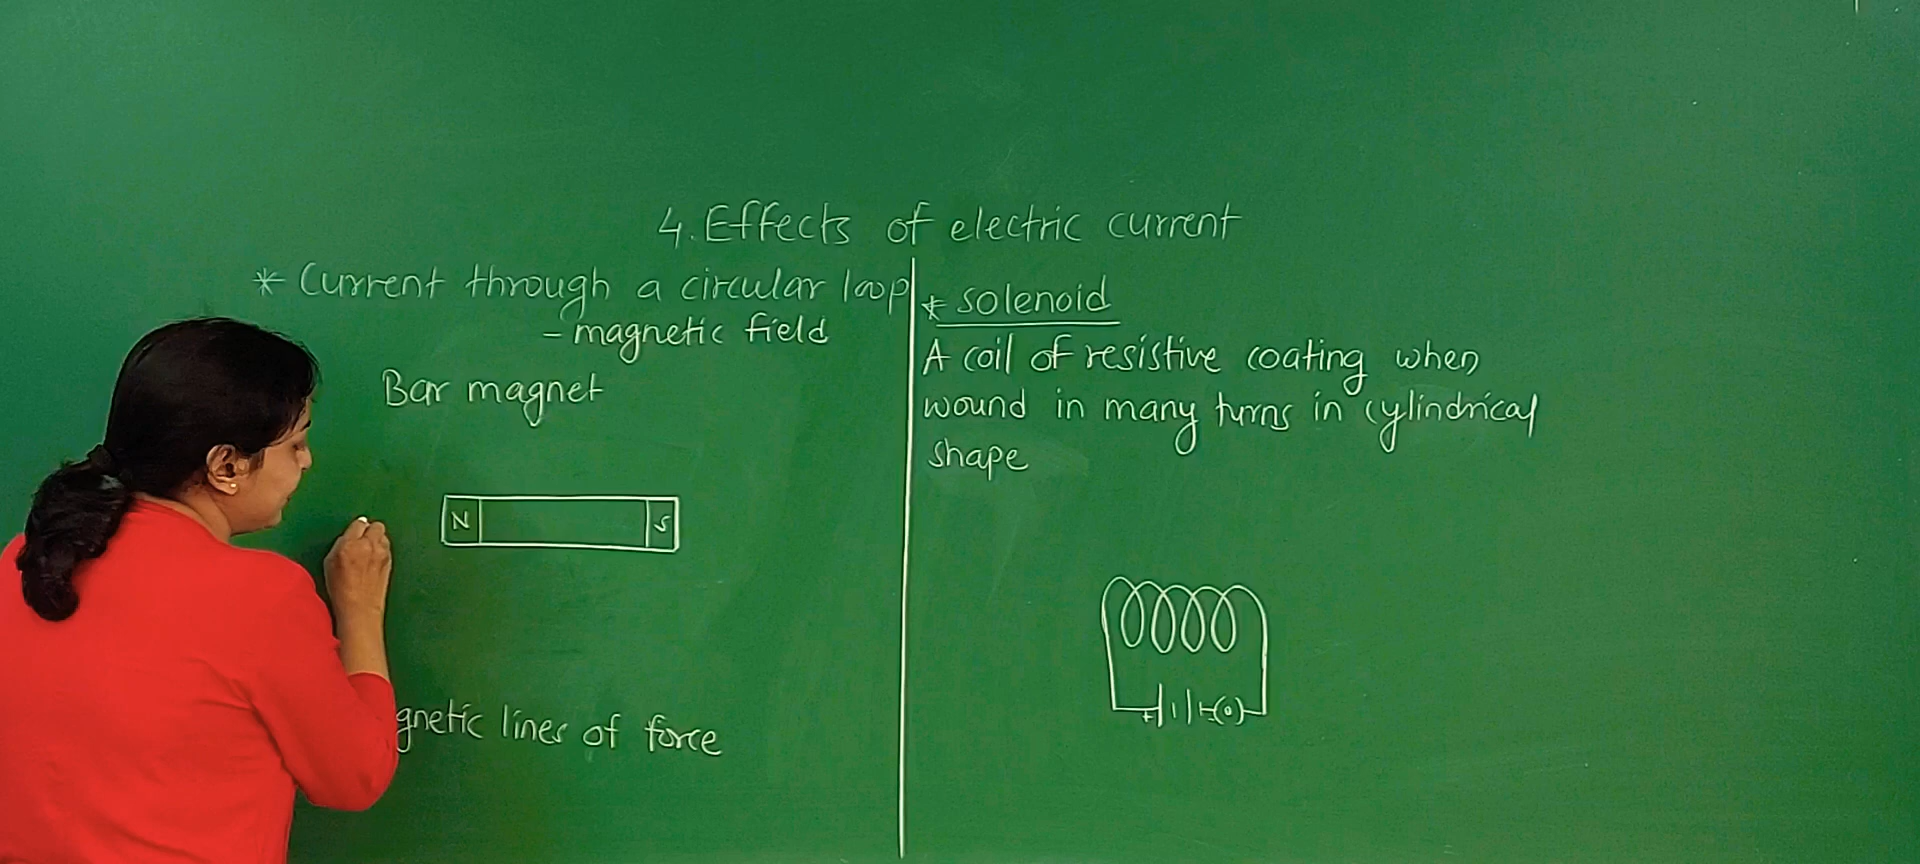 4. Effects of electric current
* Current through a circular loop
- magnetic field
Bar magnet
N S
gnetic lines of force
* Solenoid
A coil of resistive coating when
wound in many turns in cylindrical
shape
+ - (•)